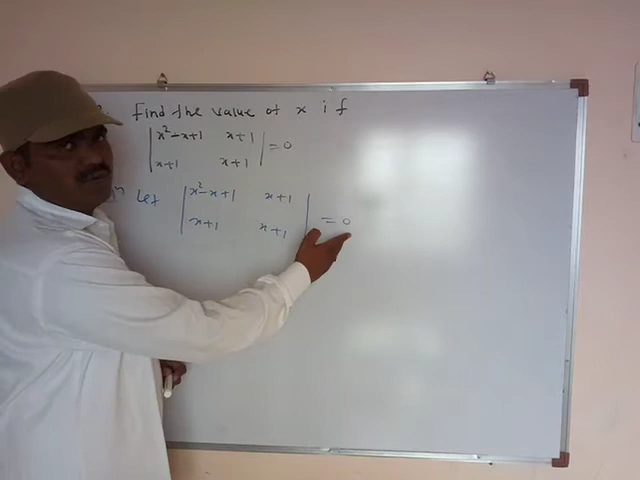 Find the value of x if
|x²-x+1 x+1| = 0
|x+1 x+1|
n Let |x²-x+1 x+1|
|x+1 x+1| = 0